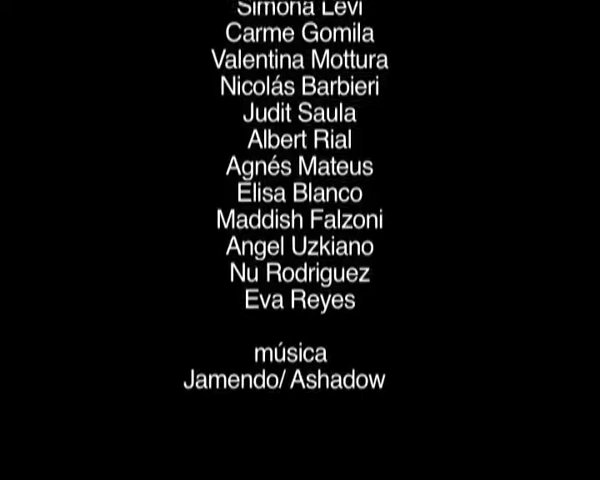 Simona Levi
Carme Gomila
Valentina Mottura
Nicolás Barbieri
Judit Saula
Albert Rial
Agnés Mateus
Elisa Blanco
Maddish Falzoni
Angel Uzkiano
Nu Rodriguez
Eva Reyes
música
Jamendo/ Ashadow